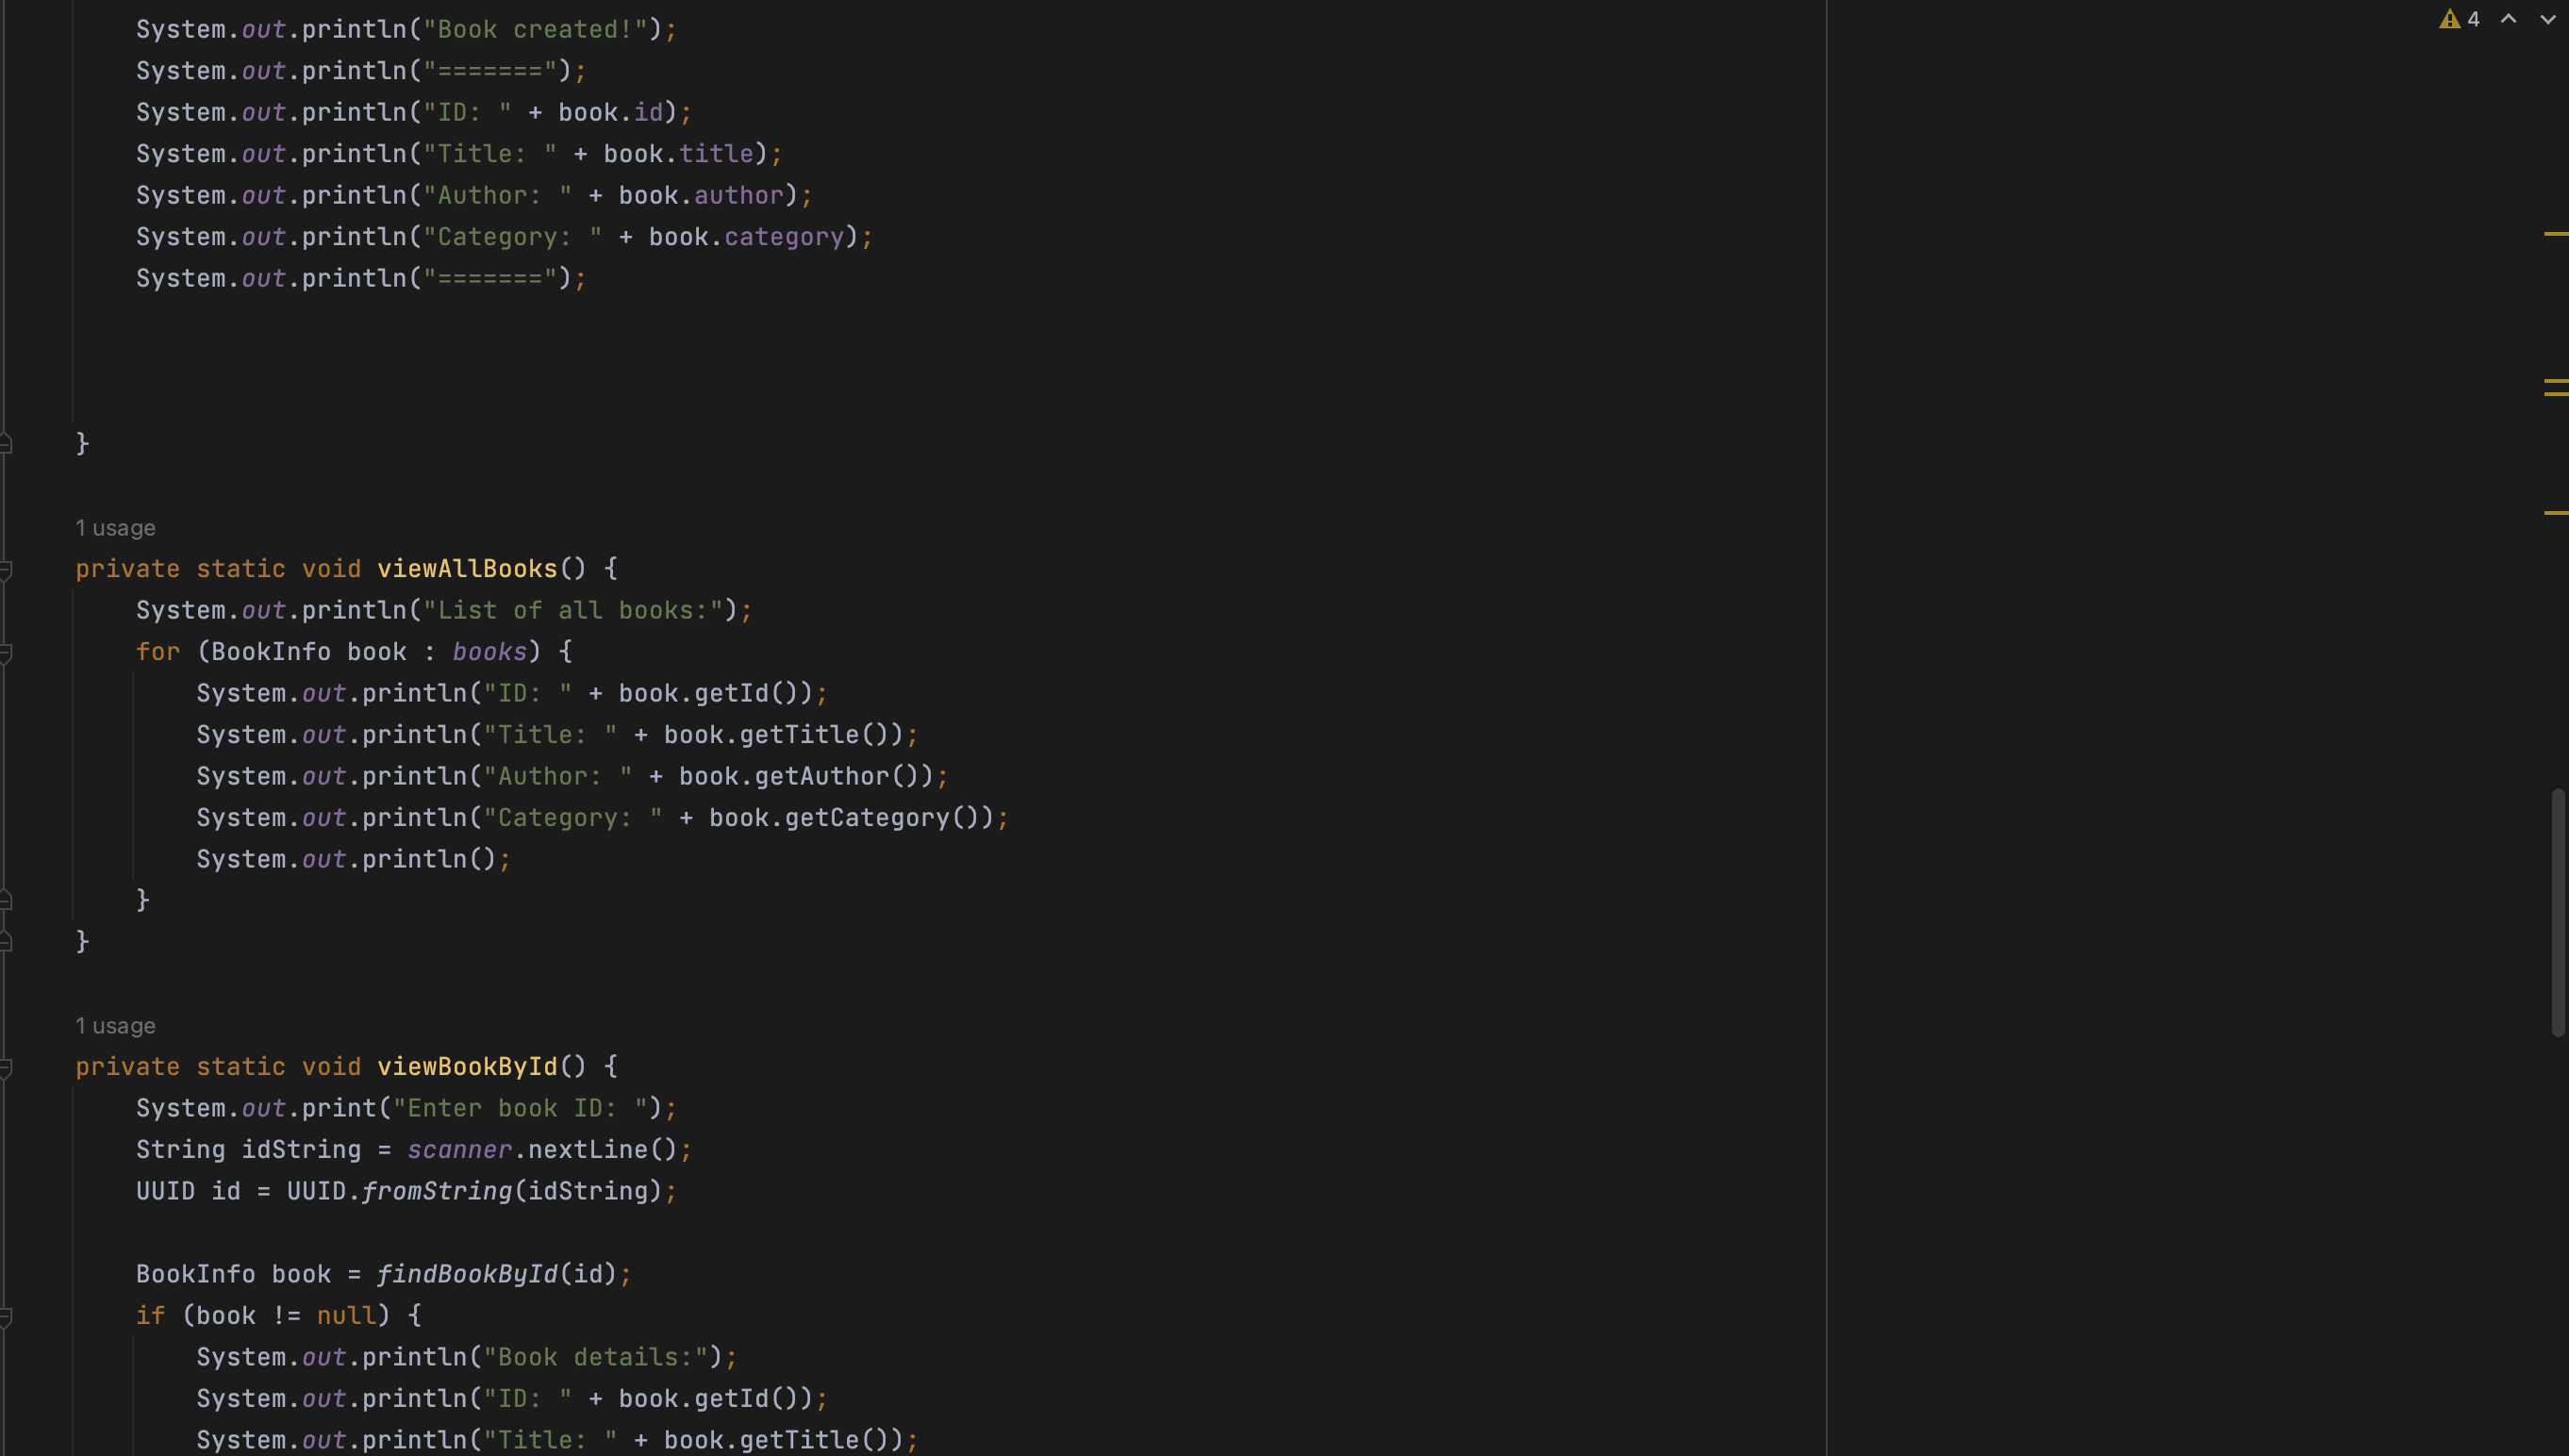 System.out.println("Book created!");
4
System.out.println("=======");
System.out.println("ID: " + book.id);
System.out.println("Title: " + book.title);
System.out.println("Author: " + book.author);
System.out.println("Category: " + book.category);
System.out.println("=======");
}
1 usage
private static void viewAllBooks() {
System.out.println("List of all books:");
for (BookInfo book : books) {
System.out.println("ID: " + book.getId());
System.out.println("Title: " + book.getTitle());
System.out.println("Author: " + book.getAuthor());
System.out.println("Category: " + book.getCategory());
System.out.println();
}
}
1 usage
private static void viewBookById() {
System.out.print("Enter book ID: ");
String idString = scanner.nextLine();
UUID id = UUID.fromString(idString);
BookInfo book = findBookById(id);
if (book != null) {
System.out.println("Book details:");
System.out.println("ID: " + book.getId());
System.out.println("Title: " + book.getTitle());